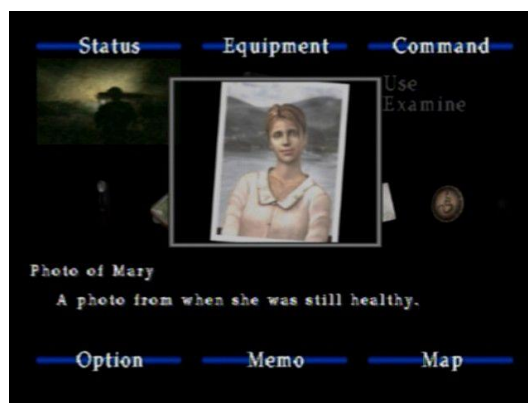 Status Equipment Command
Use
Examine
Photo of Mary
A photo from when she was still healthy.
Option Memo Map